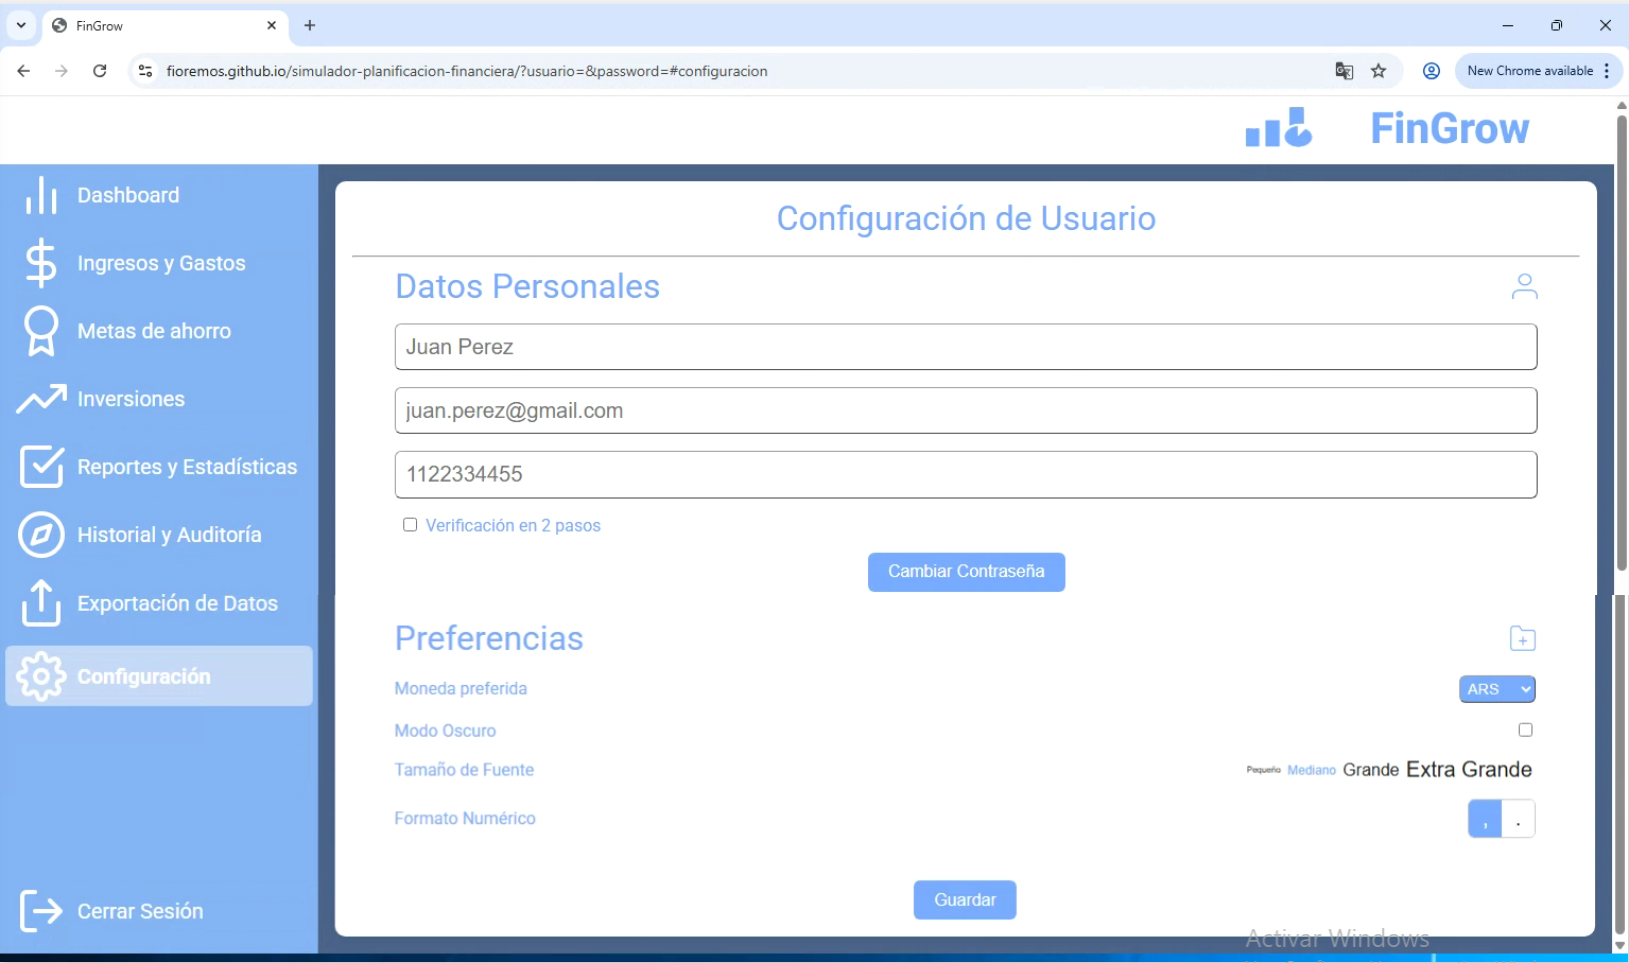 FinGrow
fioremos.github.io/simulador-planificacion-financiera/?usuario=&password=#configuracion
New Chrome available
FinGrow
Dashboard
Ingresos y Gastos
Metas de ahorro
Inversiones
Reportes y Estadísticas
Historial y Auditoría
Exportación de Datos
Configuración
Cerrar Sesión
Configuración de Usuario
Datos Personales
Juan Perez
juan.perez@gmail.com
1122334455
Verificación en 2 pasos
Cambiar Contraseña
Preferencias
Moneda preferida
ARS
Modo Oscuro
Tamaño de Fuente
Pequeño Mediano Grande Extra Grande
Formato Numérico
, .
Guardar
Activar Windows